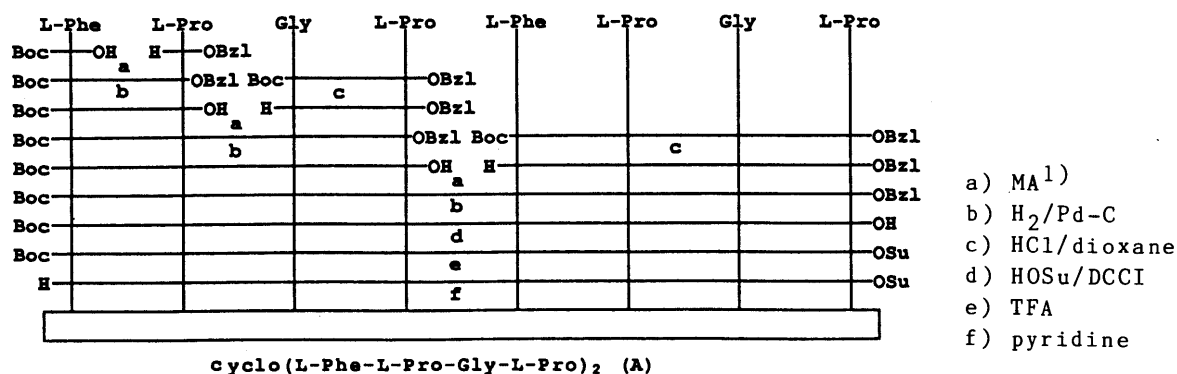 L-Phe L-Pro Gly L-Pro L-Phe L-Pro Gly L-Pro
Boc OH H OBzl
a
Boc OBzl Boc OBzl
b c
Boc OH H OBzl
a
Boc OBzl Boc OBzl
b c
Boc OH H OBzl
a
Boc OBzl
b
Boc OH
d
Boc OSu
e
H OSu
f
cyclo(L-Phe-L-Pro-Gly-L-Pro)2 (A)
a) MA1)
b) H2/Pd-C
c) HCl/dioxane
d) HOSu/DCCI
e) TFA
f) pyridine